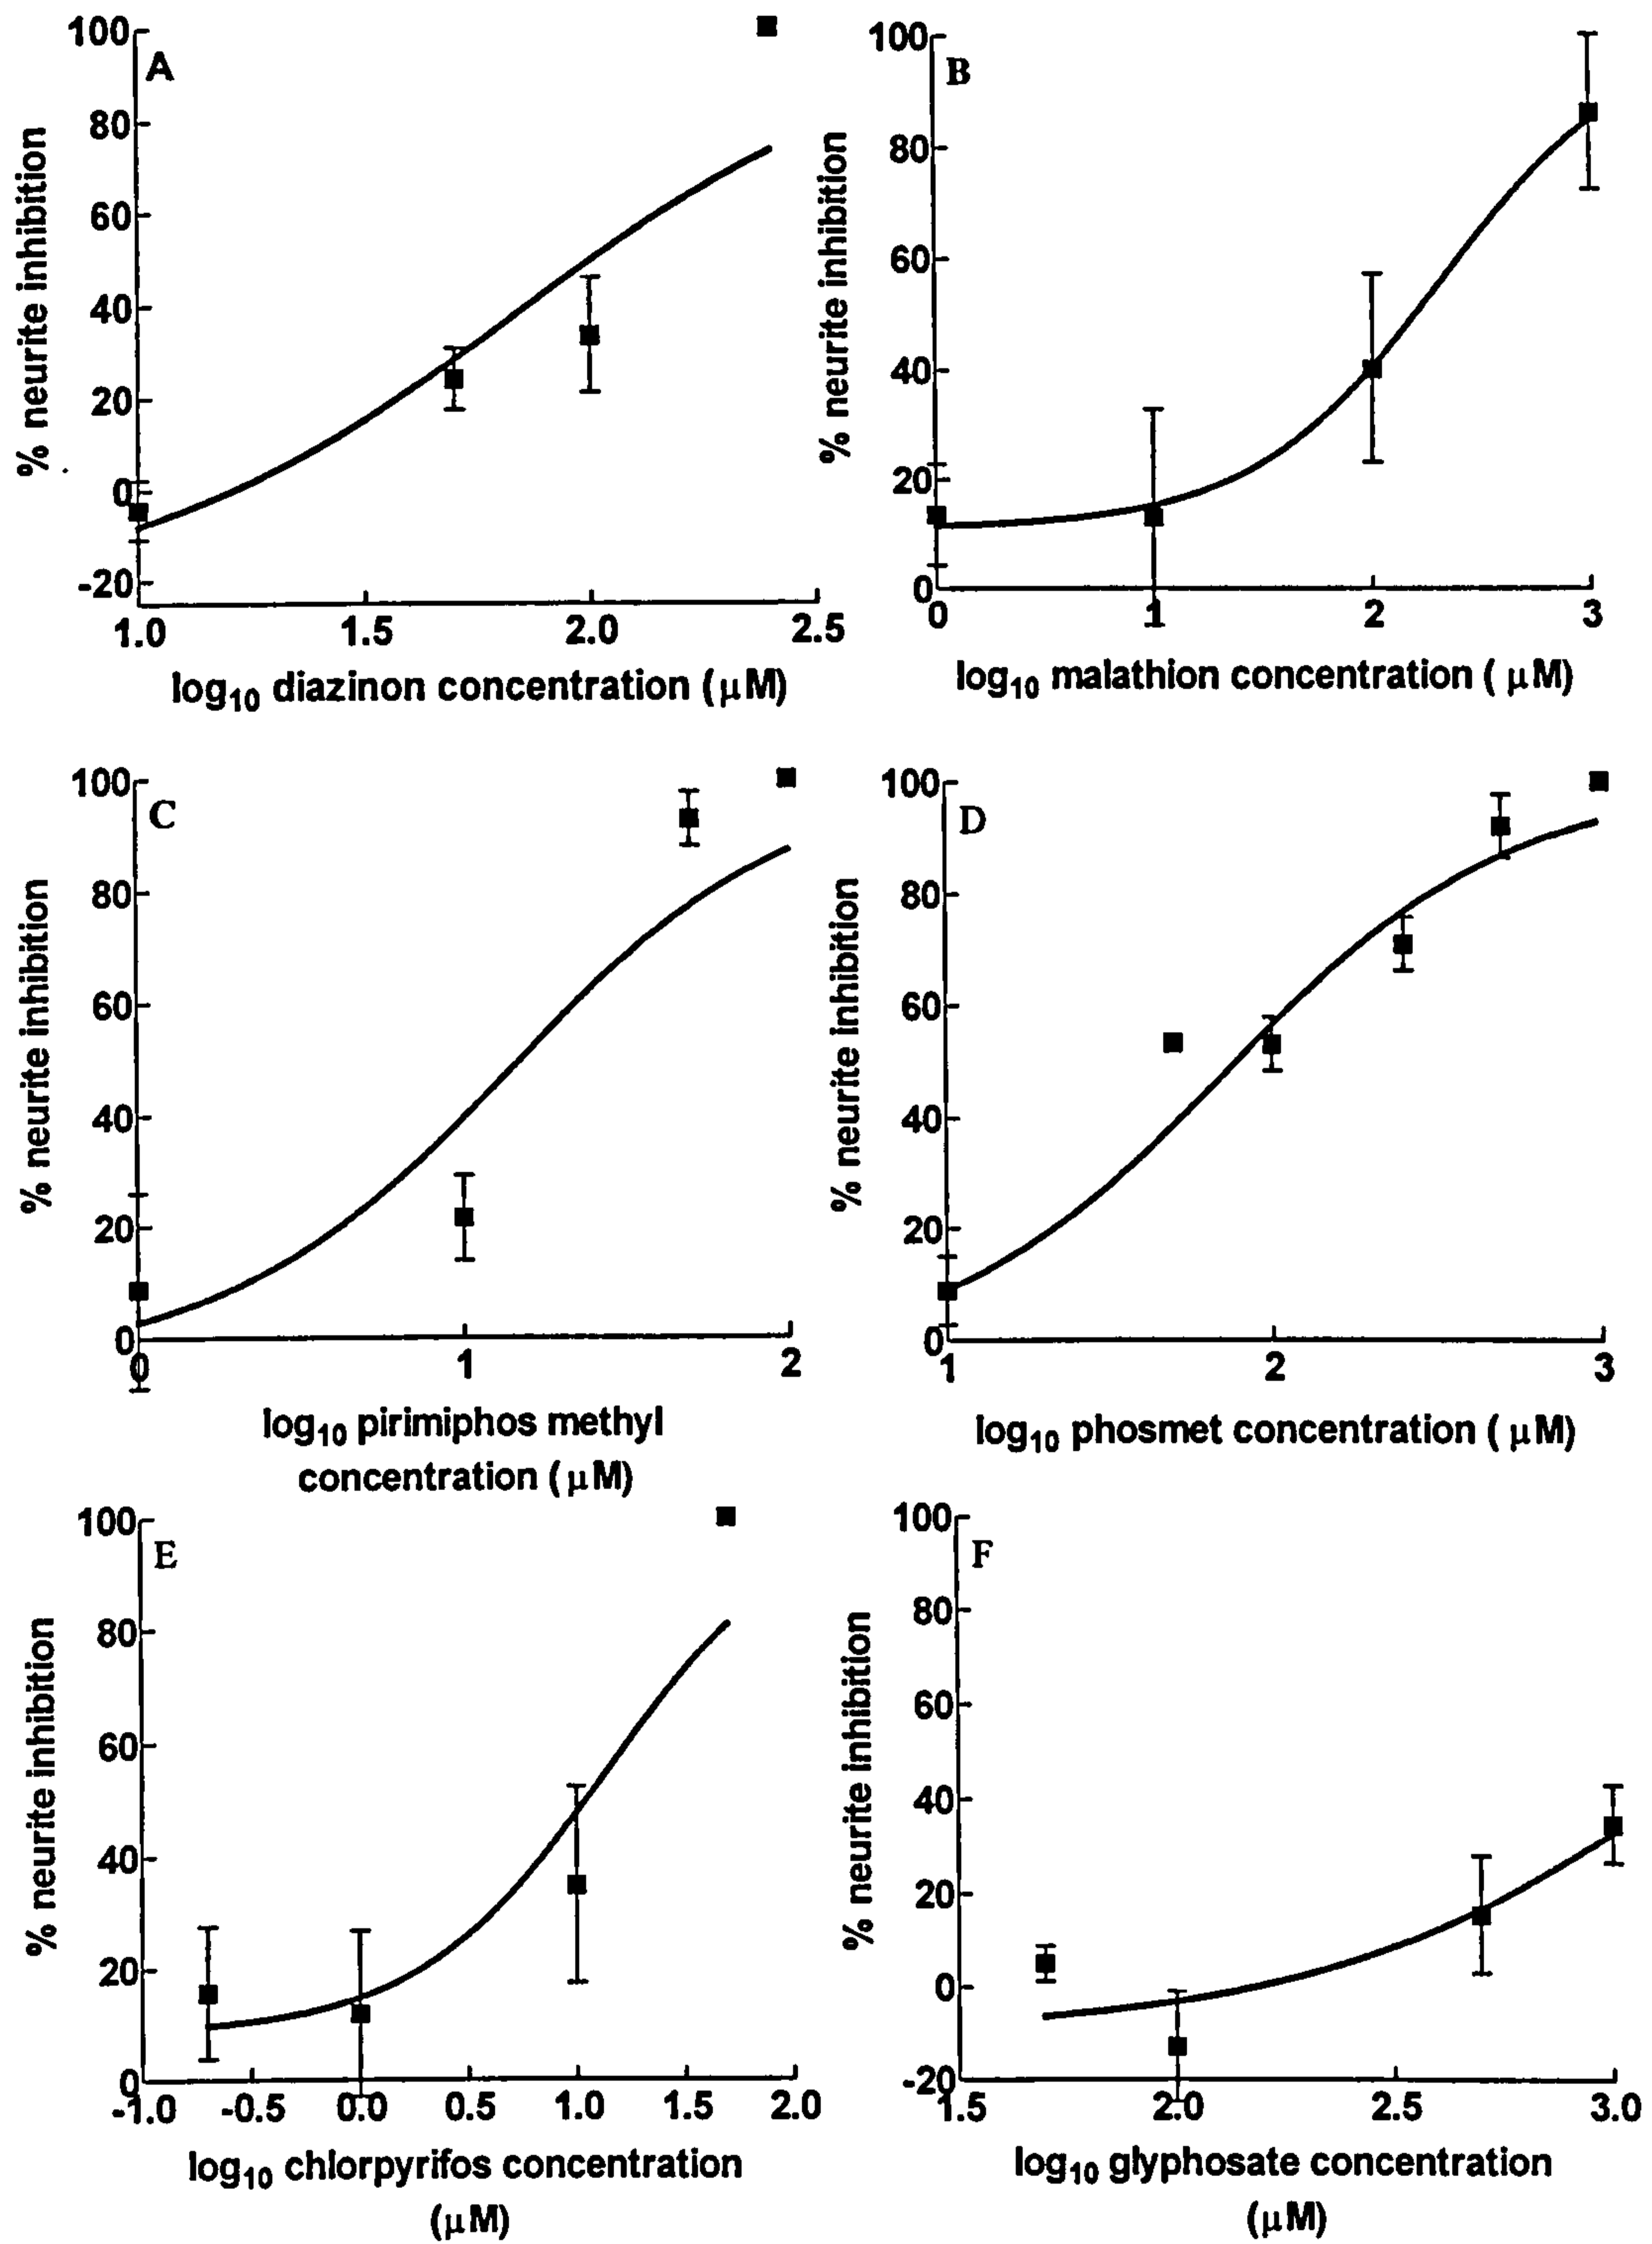 100
80
60
40
20
0
-20
A
% neurite inhibition
1.0 1.5 2.0 2.5
log10 diazinon concentration (μM)
100
80
60
40
20
0
B
% neurite inhibition
0 1 2 3
log10 malathion concentration ( μM)
100
80
60
40
20
0
C
% neurite inhibition
0 1 2
log10 pirimiphos methyl
concentration (μM)
100
80
60
40
20
0
D
% neurite inhibition
1 2 3
log10 phosmet concentration ( μM)
100
80
60
40
20
0
E
% neurite inhibition
-1.0 -0.5 0.0 0.5 1.0 1.5 2.0
log10 chlorpyrifos concentration
(μM)
100
80
60
40
20
0
-20
F
% neurite inhibition
1.5 2.0 2.5 3.0
log10 glyphosate concentration
(μM)